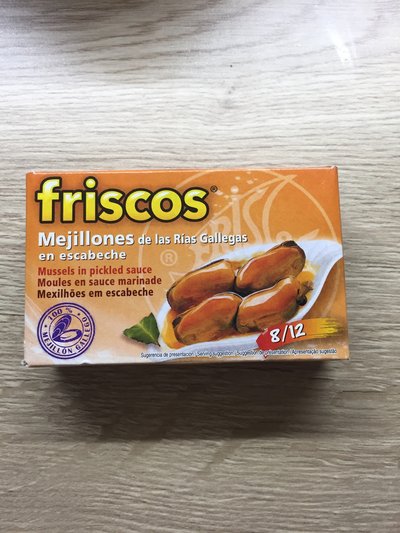 friscos®
Mejillones de las Rías Gallegas
en escabeche
Mussels in pickled sauce
Moules en sauce marinade
Mexilhões em escabeche
100 %
MEJILLÓN GALLEGO
8/12
Sugerencia de presentación / Serving suggestion / Suggestion de présentation / Apresentação sugestão